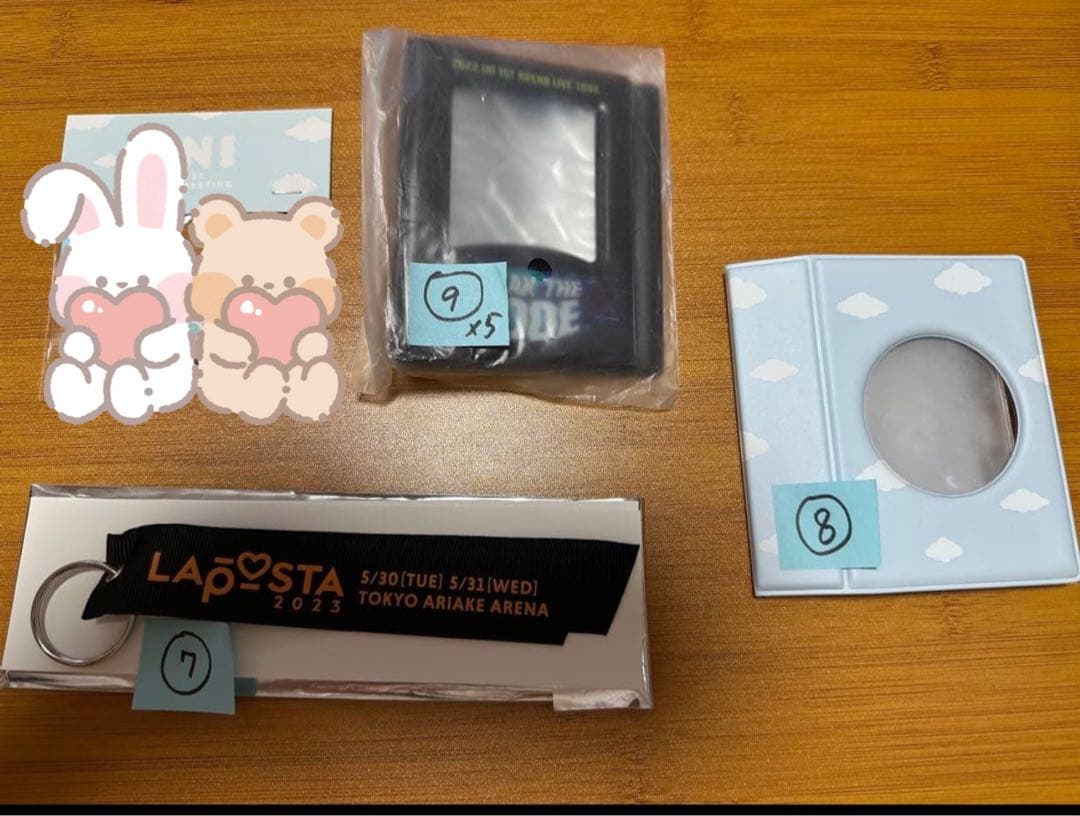 NI
2022 INI 1ST ARENA LIVE TOUR
THE
ODE
9
x5
8
LAPOSTA
2023
5/30[TUE] 5/31[WED]
TOKYO ARIAKE ARENA
7